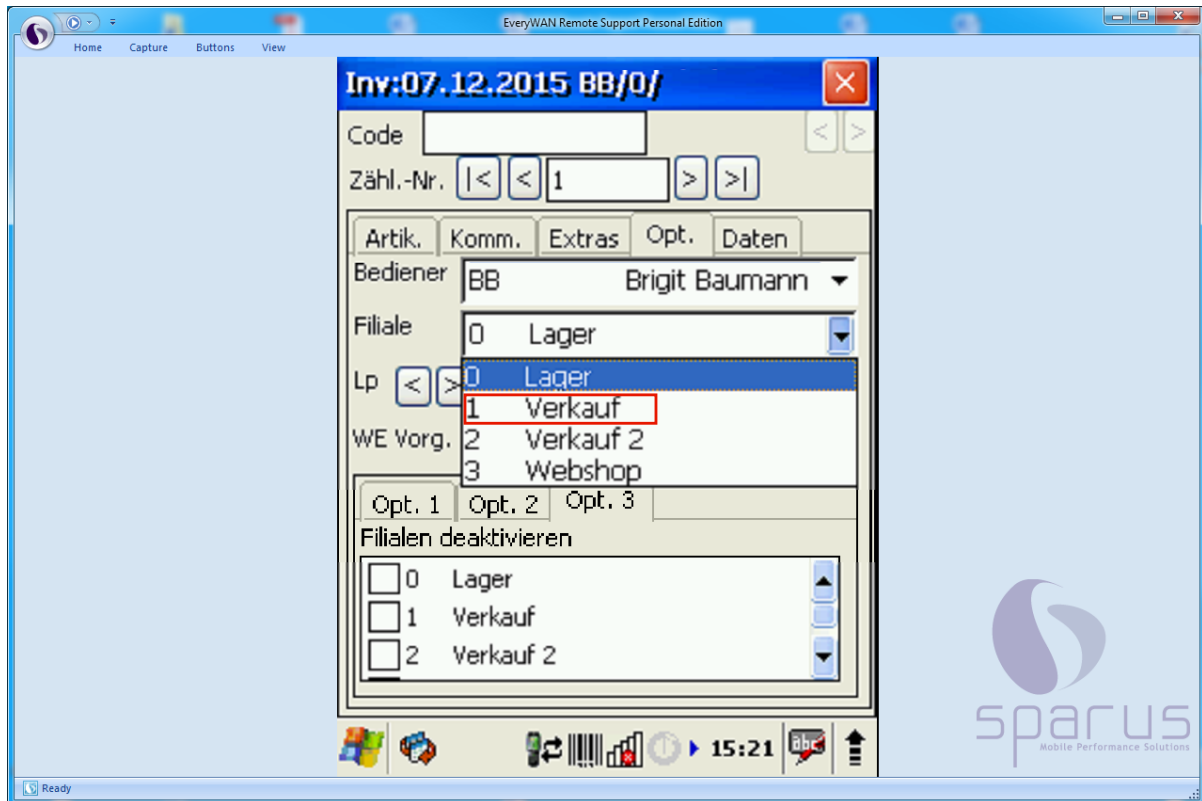 EveryWAN Remote Support Personal Edition
Home Capture Buttons View
Inv:07.12.2015 BB/0/
Code < >
Zähl.-Nr. |< < 1 > >|
Artik. Komm. Extras Opt. Daten
Bediener BB Brigit Baumann
Filiale 0 Lager
Lp < > 0 Lager
1 Verkauf
WE Vorg. 2 Verkauf 2
3 Webshop
Opt. 1 Opt. 2 Opt. 3
Filialen deaktivieren
0 Lager
1 Verkauf
2 Verkauf 2
sparus
Mobile Performance Solutions
15:21 abc
Ready